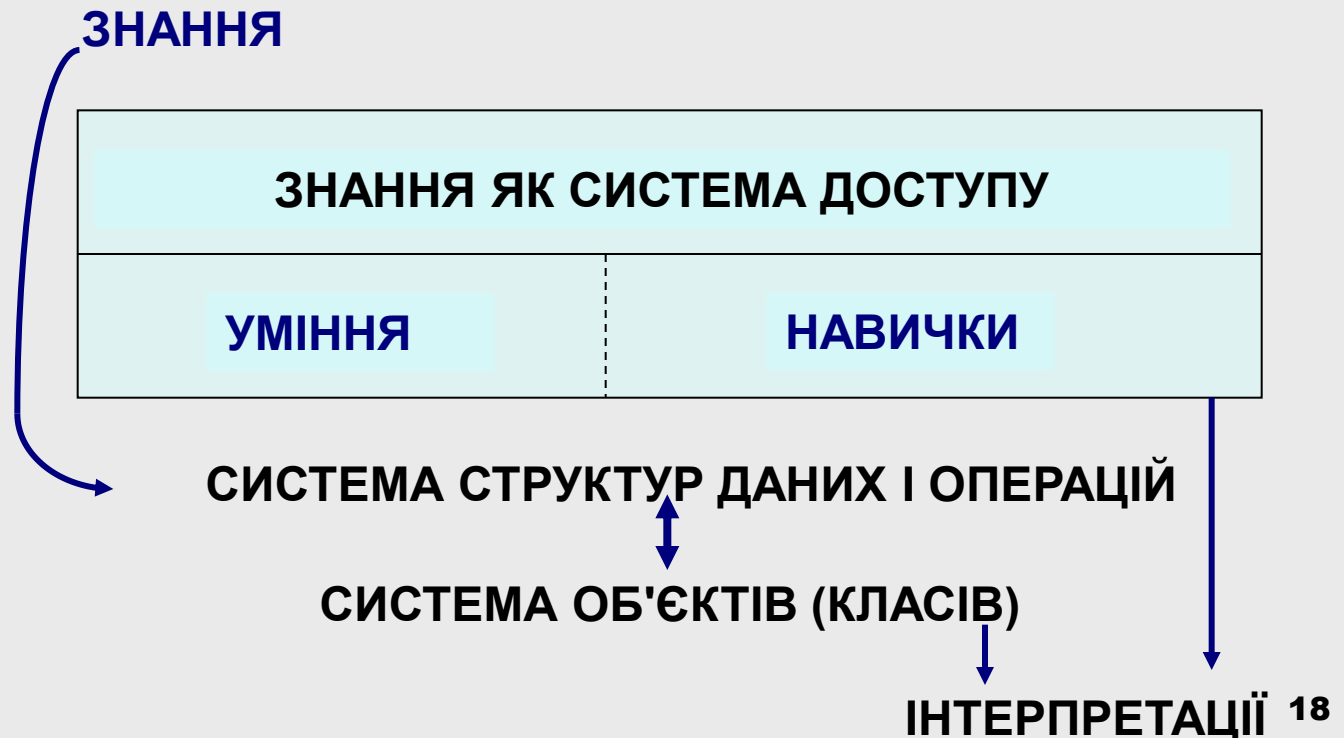 ЗНАННЯ
ЗНАННЯ ЯК СИСТЕМА ДОСТУПУ
УМІННЯ
НАВИЧКИ
СИСТЕМА СТРУКТУР ДАНИХ І ОПЕРАЦІЙ
СИСТЕМА ОБ'ЄКТІВ (КЛАСІВ)
ІНТЕРПРЕТАЦІЇ 18